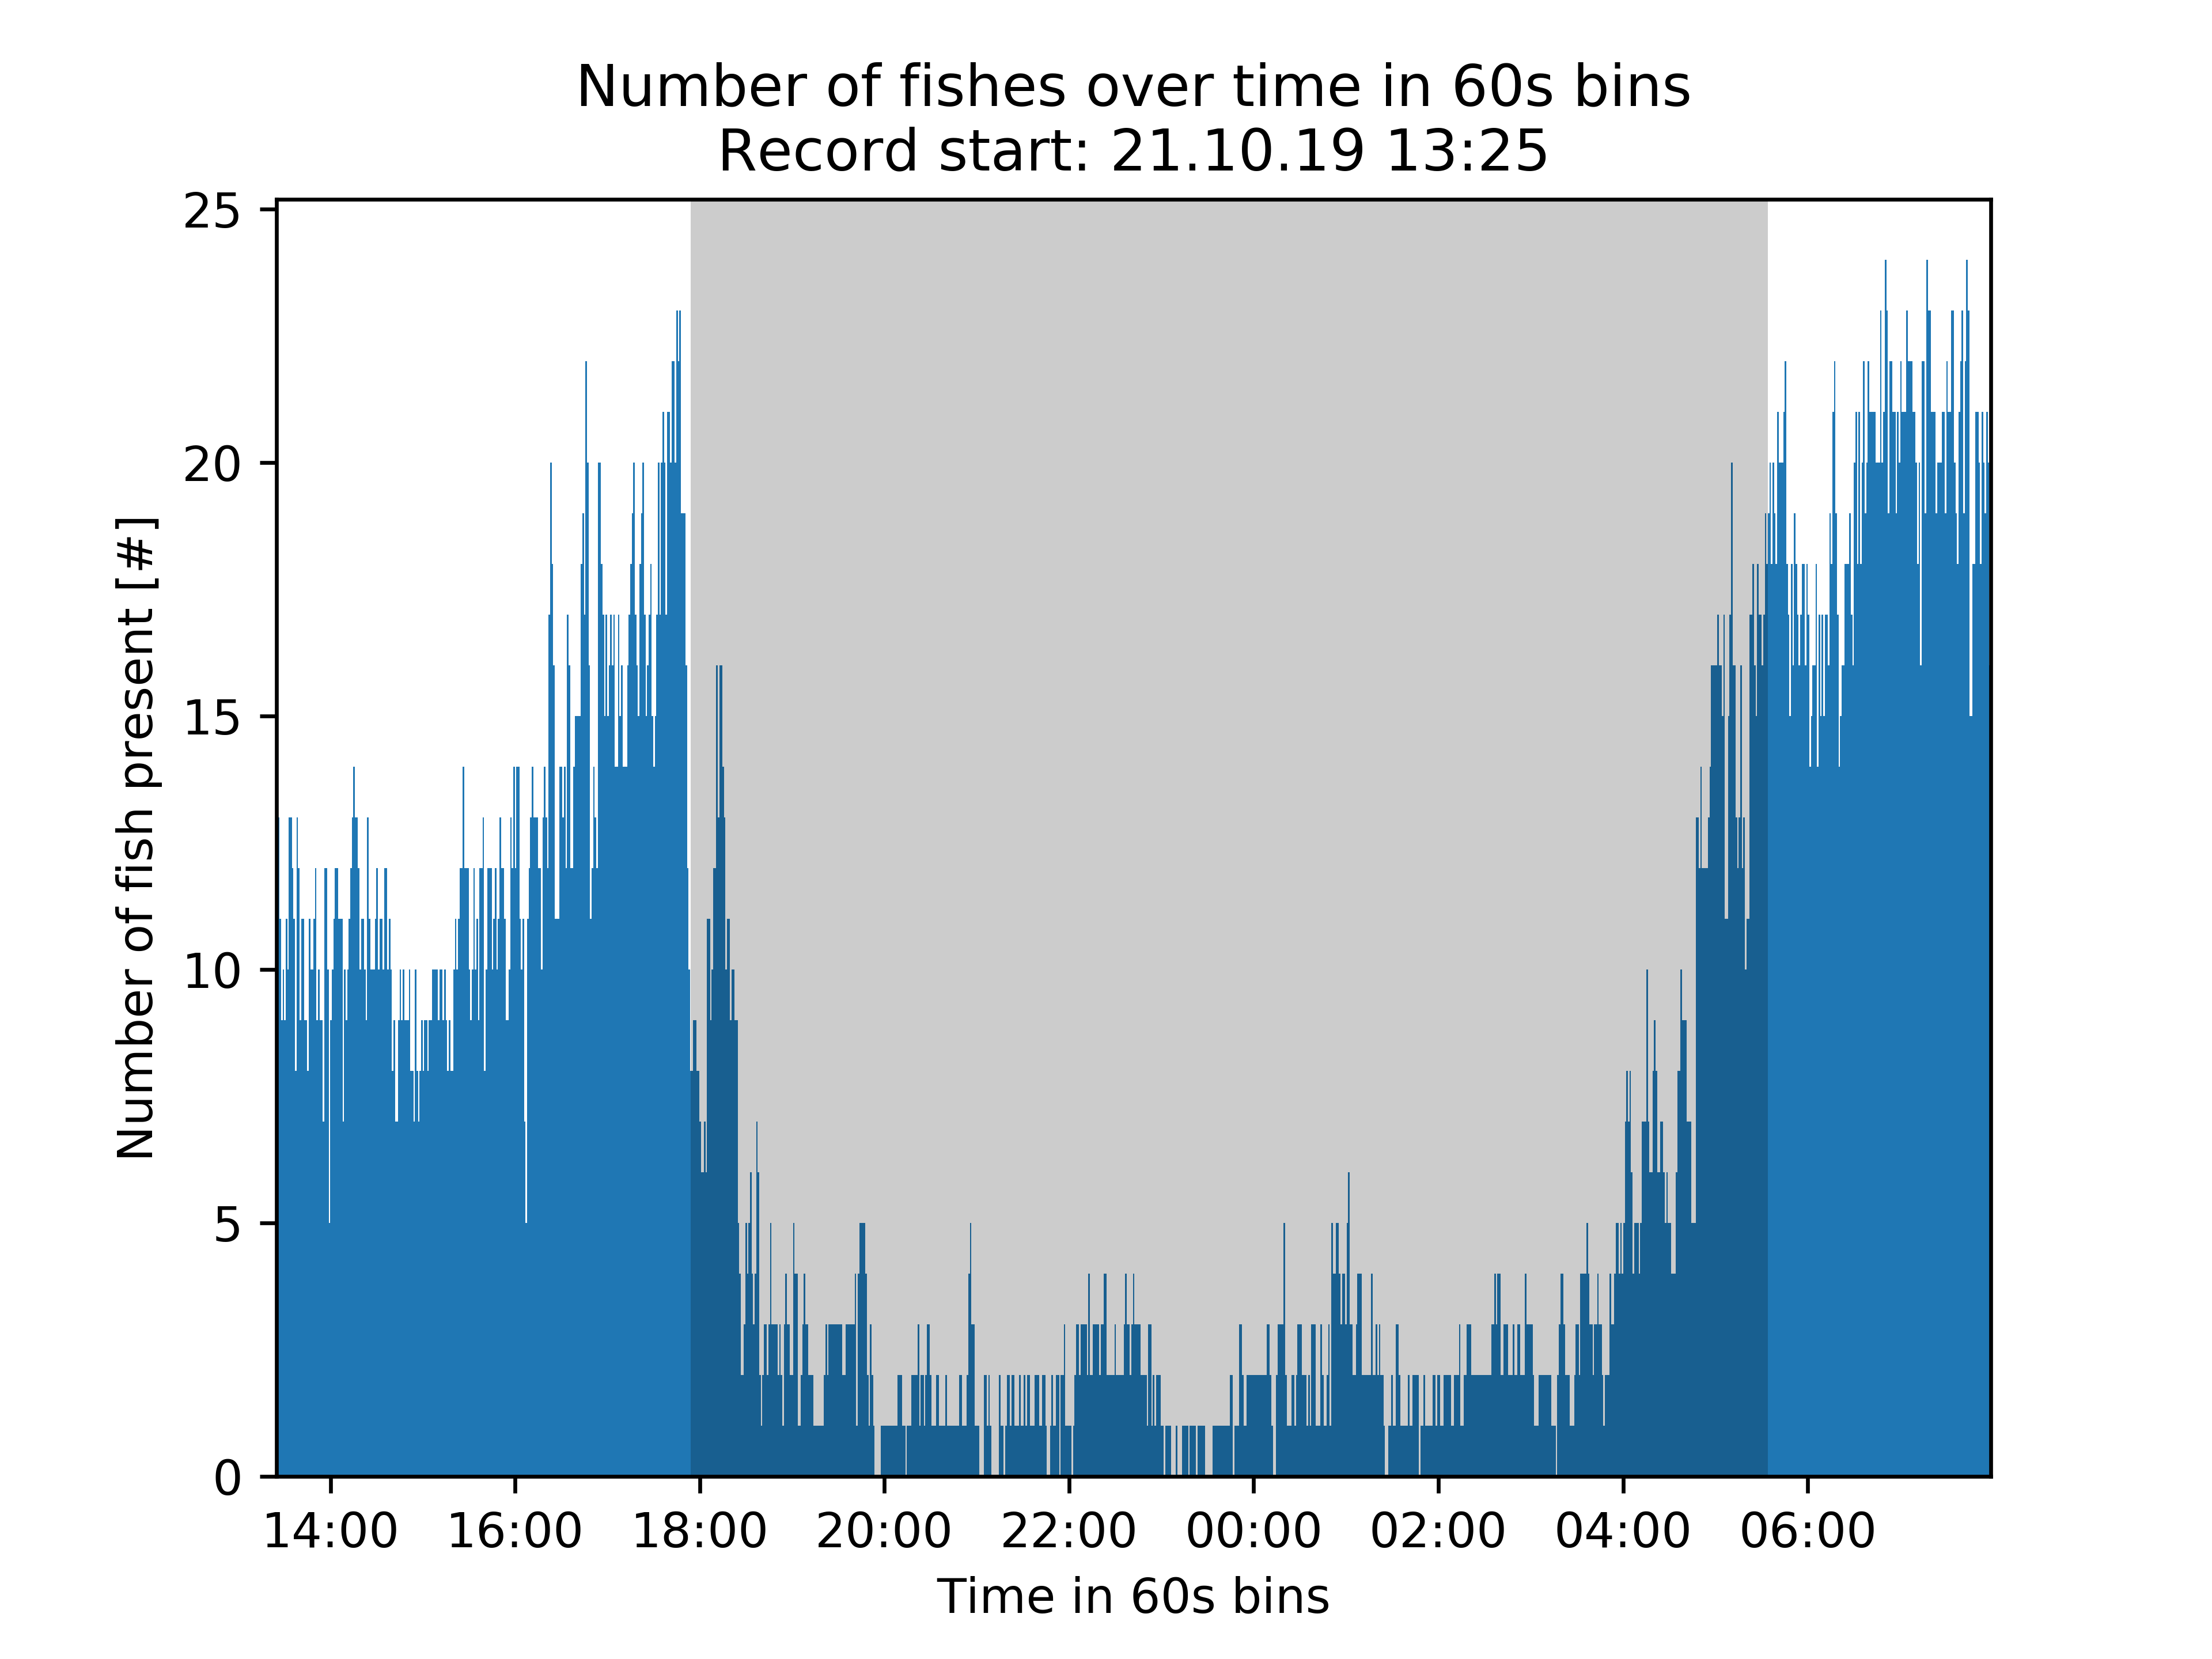 Number of fishes over time in 60s bins
Record start: 21.10.19 13:25
Number of fish present [#]
25
20
15
10
5
0
14:00 16:00 18:00 20:00 22:00 00:00 02:00 04:00 06:00
Time in 60s bins